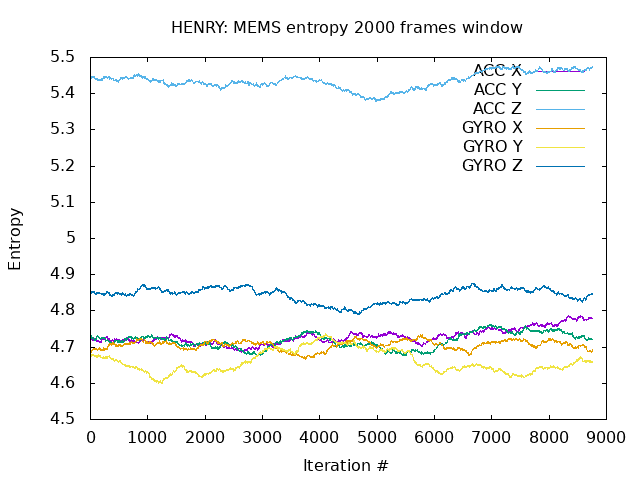 HENRY: MEMS entropy 2000 frames window
5.5
5.4
5.3
5.2
5.1
5
4.9
4.8
4.7
4.6
4.5
Entropy
ACC X
ACC Y
ACC Z
GYRO X
GYRO Y
GYRO Z
0 1000 2000 3000 4000 5000 6000 7000 8000 9000
Iteration #